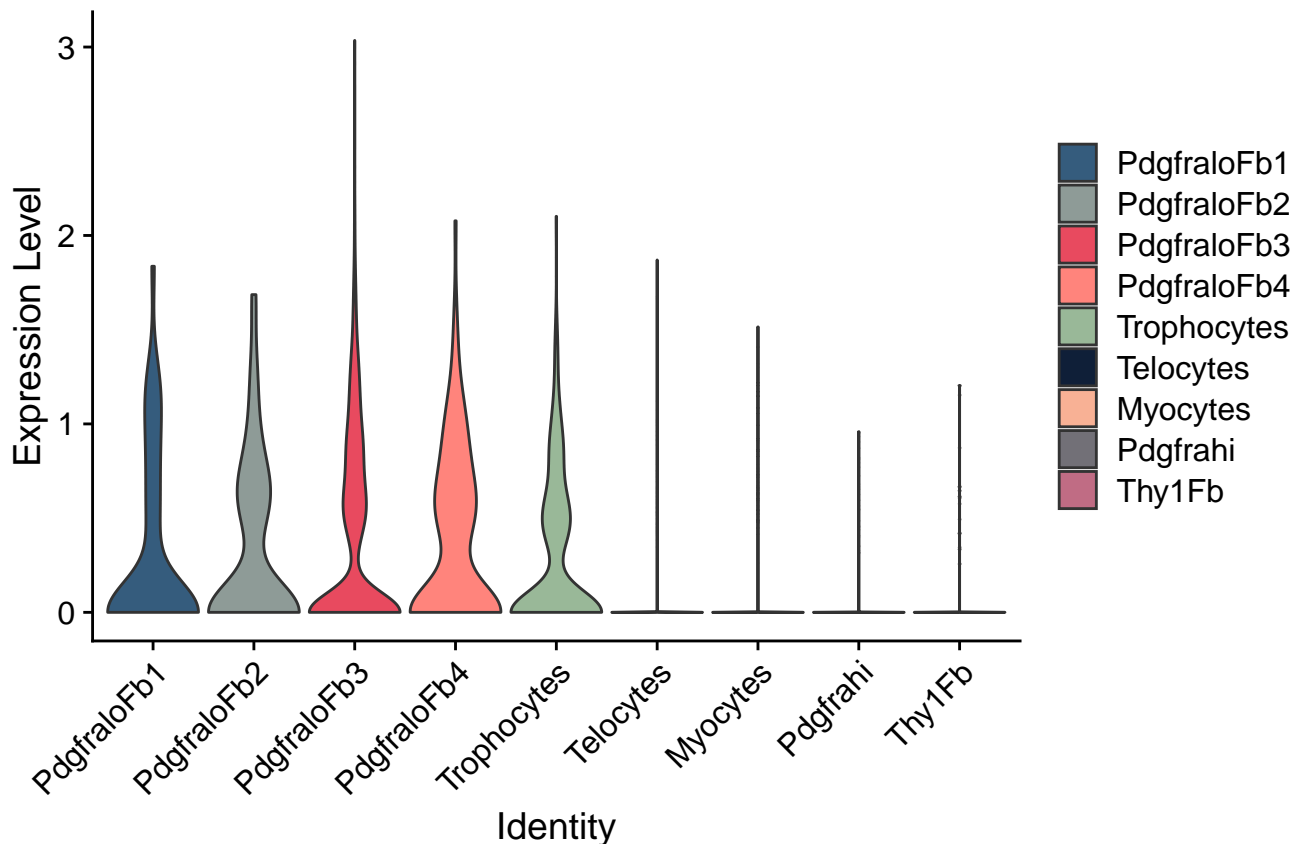 Expression Level
3
2
1
0
PdgfraloFb1
PdgfraloFb2
PdgfraloFb3
PdgfraloFb4
Trophocytes
Telocytes
Myocytes
Pdgfrahi
Thy1Fb
Identity
PdgfraloFb1
PdgfraloFb2
PdgfraloFb3
PdgfraloFb4
Trophocytes
Telocytes
Myocytes
Pdgfrahi
Thy1Fb